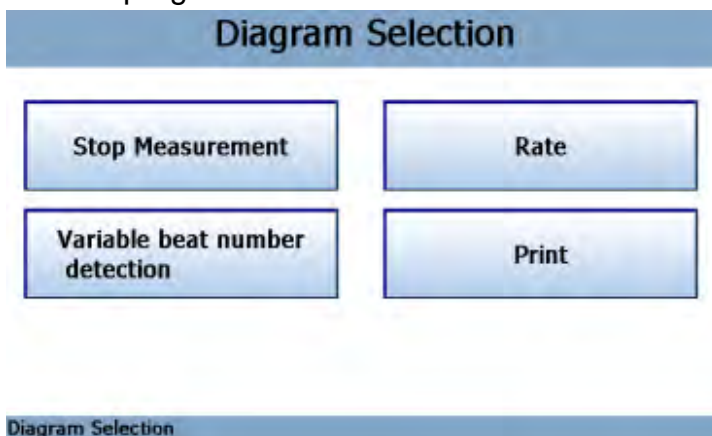 Diagram Selection
Stop Measurement
Rate
Variable beat number
detection
Print
Diagram Selection